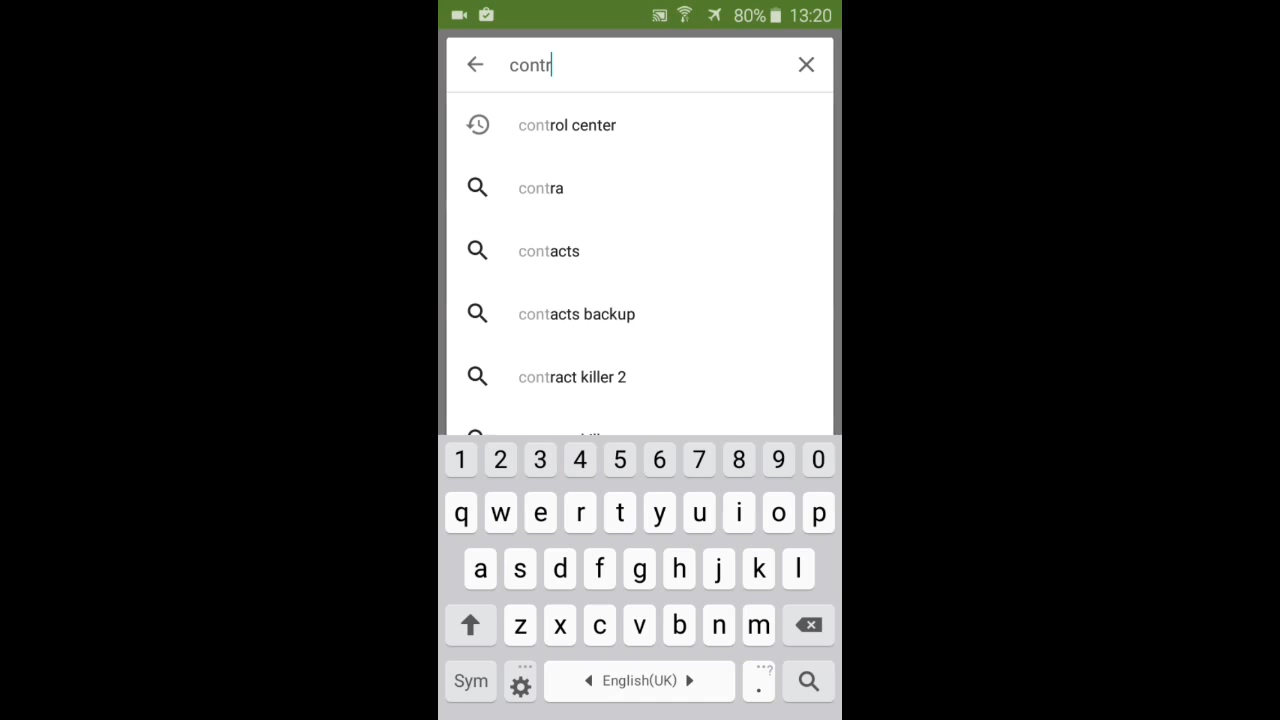 80% 13:20
contr
control center
contra
contacts
contacts backup
contract killer 2
1 2 3 4 5 6 7 8 9 0
q w e r t y u i o p
a s d f g h j k l
z x c v b n m
Sym English(UK) . ...?